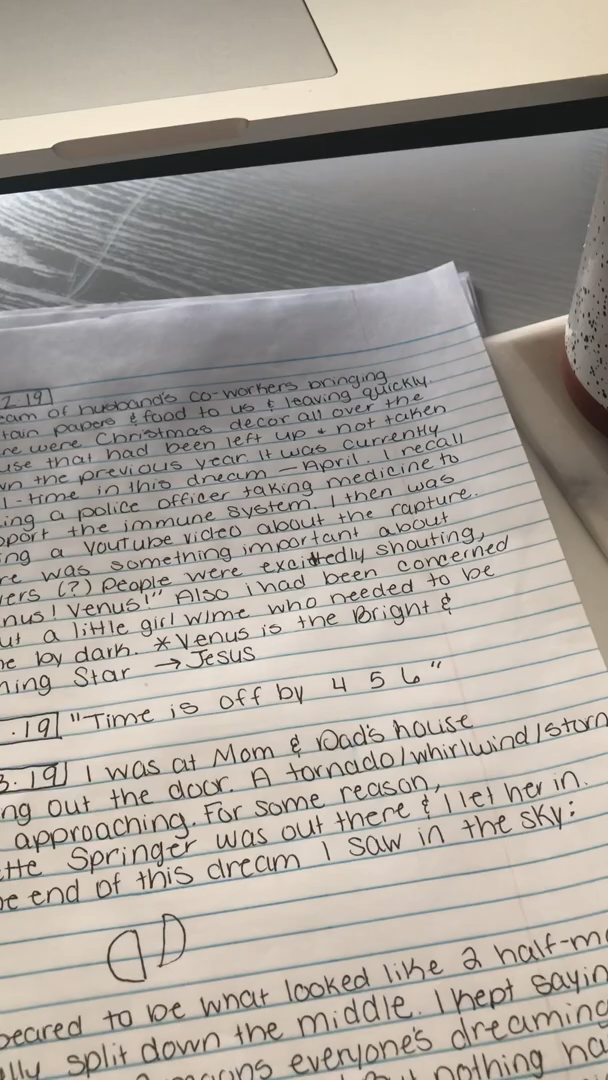 2.19
eam of husband's co-workers bringing
tain papers & food to us & leaving quickly.
re were Christmas decor all over the
use that had been left up & not taken
wn the previous year. It was currently
l-time in this dream — April. I recall
ing a police officer taking medicine to
pport the immune system. I then was
ing a YouTube video about the rapture.
re was something important about
ers (?) People were excitedly shouting,
nus! Venus!" Also i had been concerned
ut a little girl w/me who needed to be
me by dark. *Venus is the Bright &
ning Star → Jesus
.19 "Time is off by 4 5 6"
3.19 I was at Mom & Dad's house
ng out the door. A tornado/whirlwind/storm
approaching. For some reason,
tte Springer was out there & I let her in.
e end of this dream I saw in the sky:
peared to be what looked like 2 half-mo
lly split down the middle. I kept sayin
everyone's dreaming
nothing ha